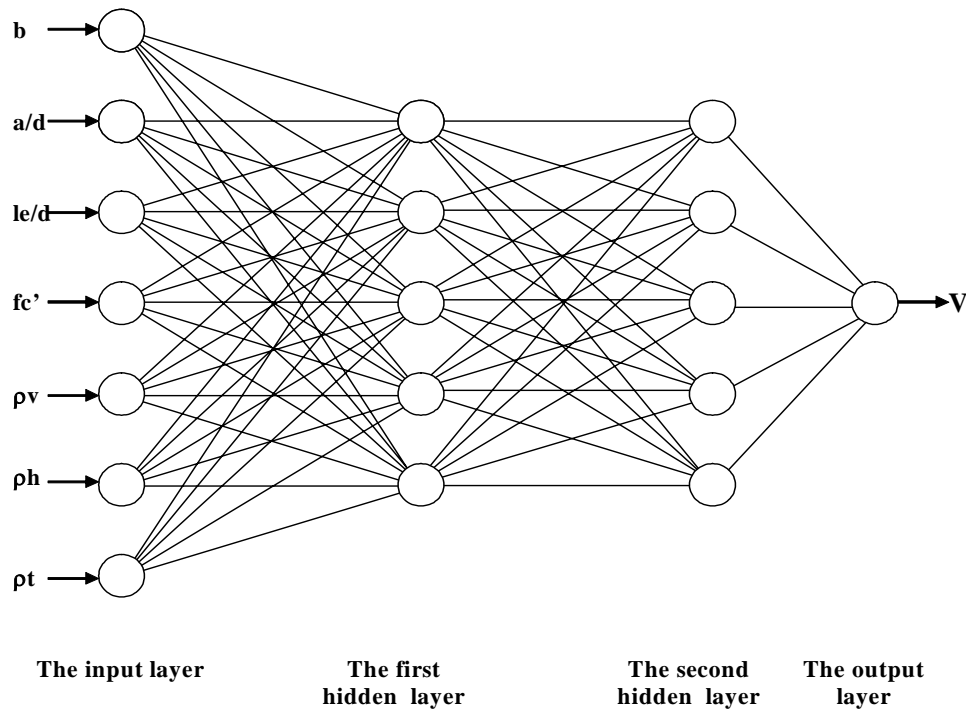 b
a/d
le/d
fc’
ρv
ρh
ρt
V
The input layer
The first
hidden layer
The second
hidden layer
The output
layer